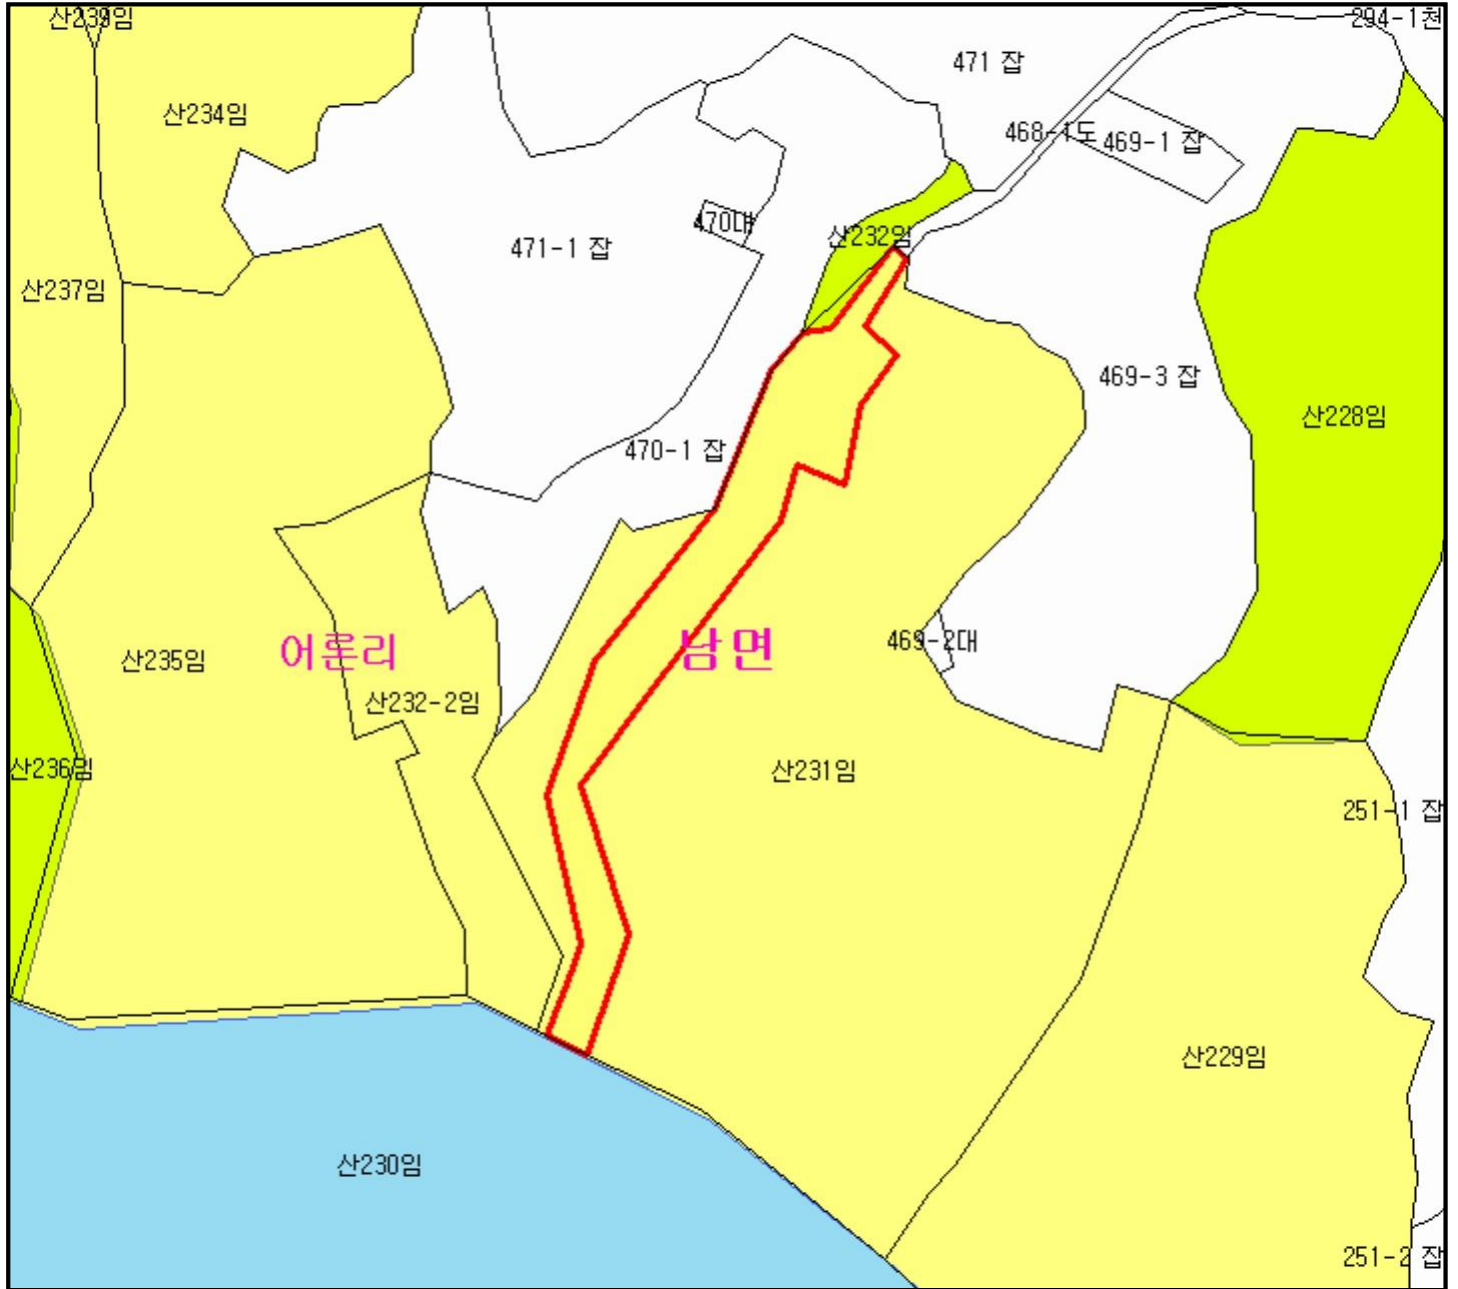 산239임
294-1천
471 잡
산234임
468-1도
469-1 잡
470대
산232임
471-1 잡
산237임
469-3 잡
산228임
470-1 잡
469-2대
어론리
남면
산235임
산232-2임
산236임
산231임
251-1 잡
산229임
산230임
251-2 잡